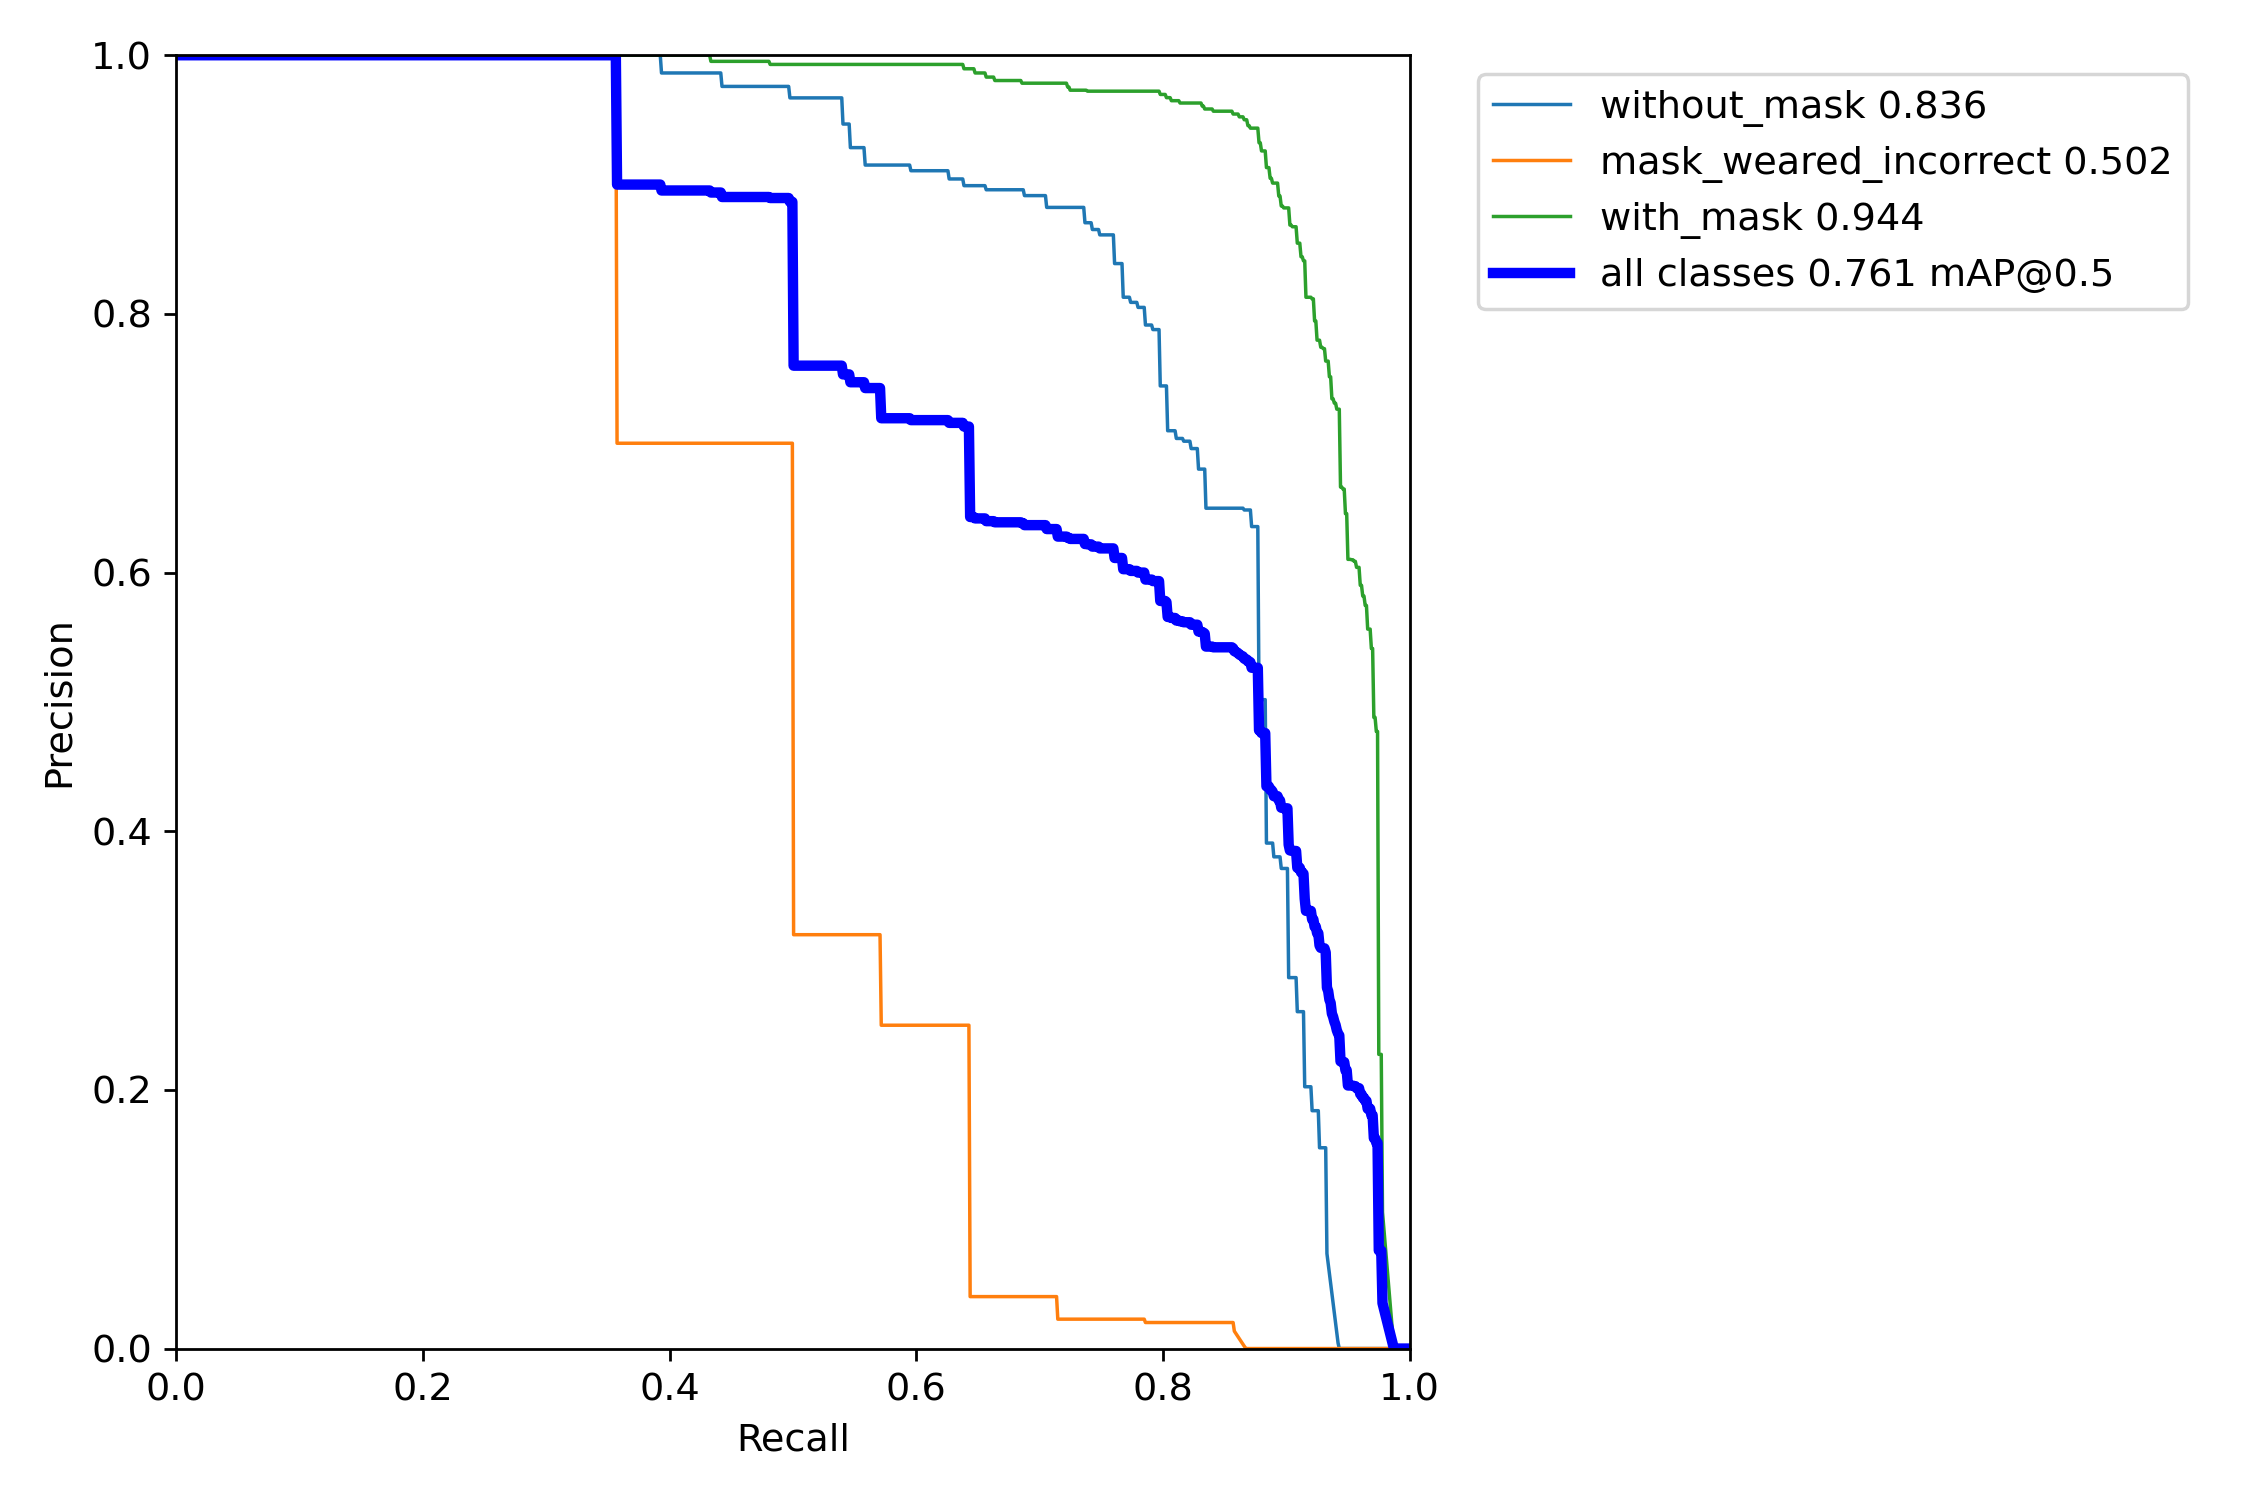 1.0
0.8
0.6
0.4
0.2
0.0
Precision
0.0 0.2 0.4 0.6 0.8 1.0
Recall
without_mask 0.836
mask_weared_incorrect 0.502
with_mask 0.944
all classes 0.761 mAP@0.5